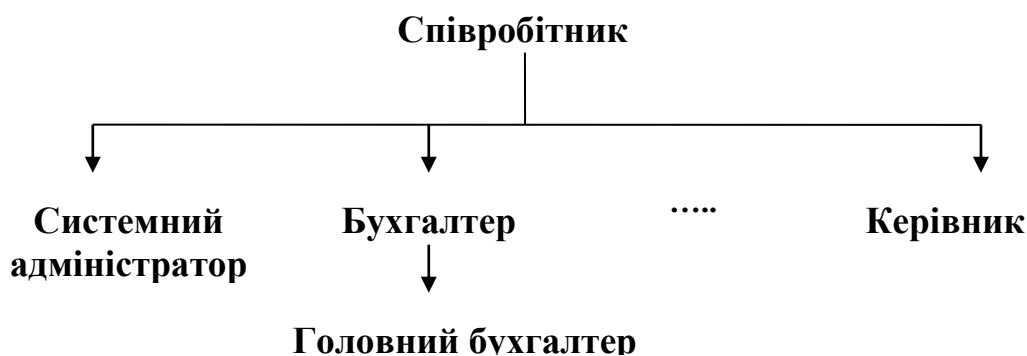 Співробітник
Системний
адміністратор
Бухгалтер
.....
Керівник
Головний бухгалтер